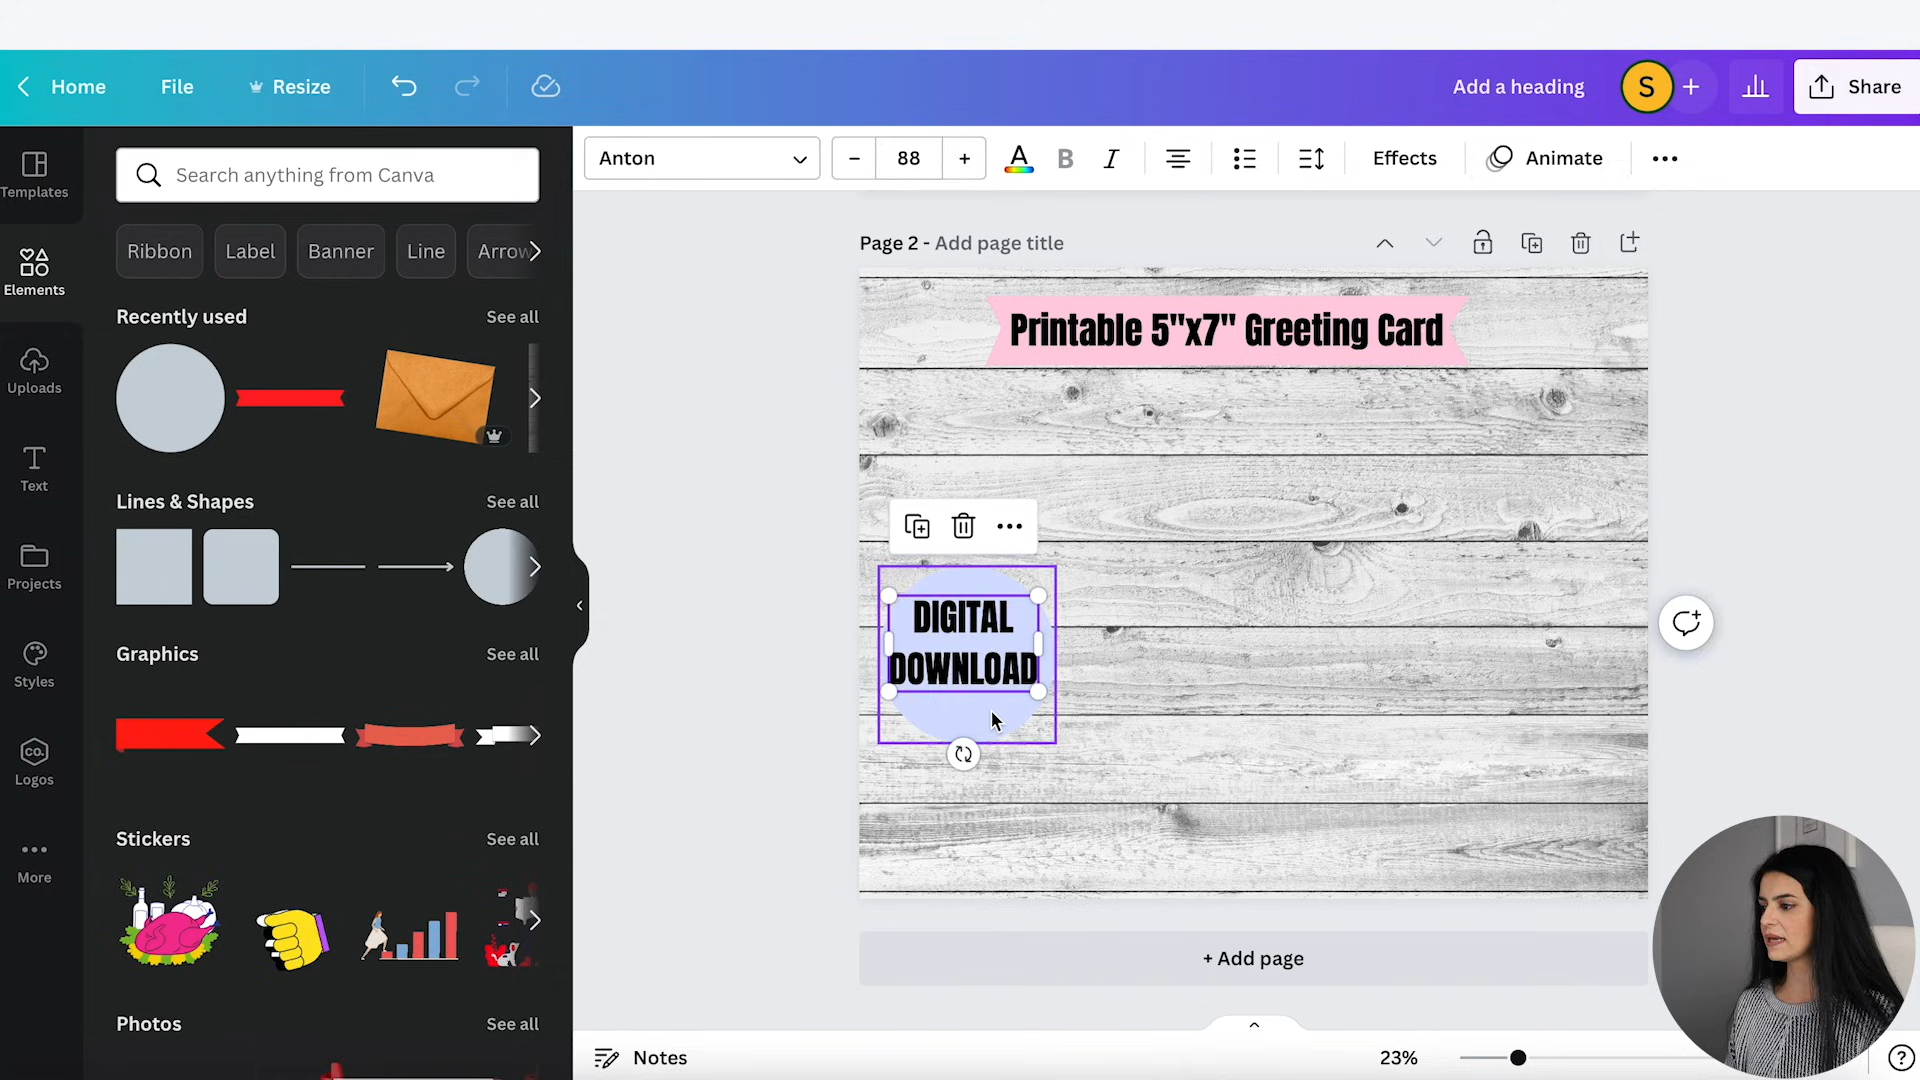 Home
File
Resize
Add a heading
S
Share
Templates
Elements
Uploads
Text
Projects
Styles
CO.
Logos
More
Search anything from Canva
Ribbon
Label
Banner
Line
Arrow
Recently used
See all
Lines & Shapes
See all
Graphics
See all
Stickers
See all
Photos
See all
Anton
88
A
B
I
Effects
Animate
Page 2 - Add page title
Printable 5"x7" Greeting Card
DIGITAL
DOWNLOAD
+ Add page
Notes
23%
?